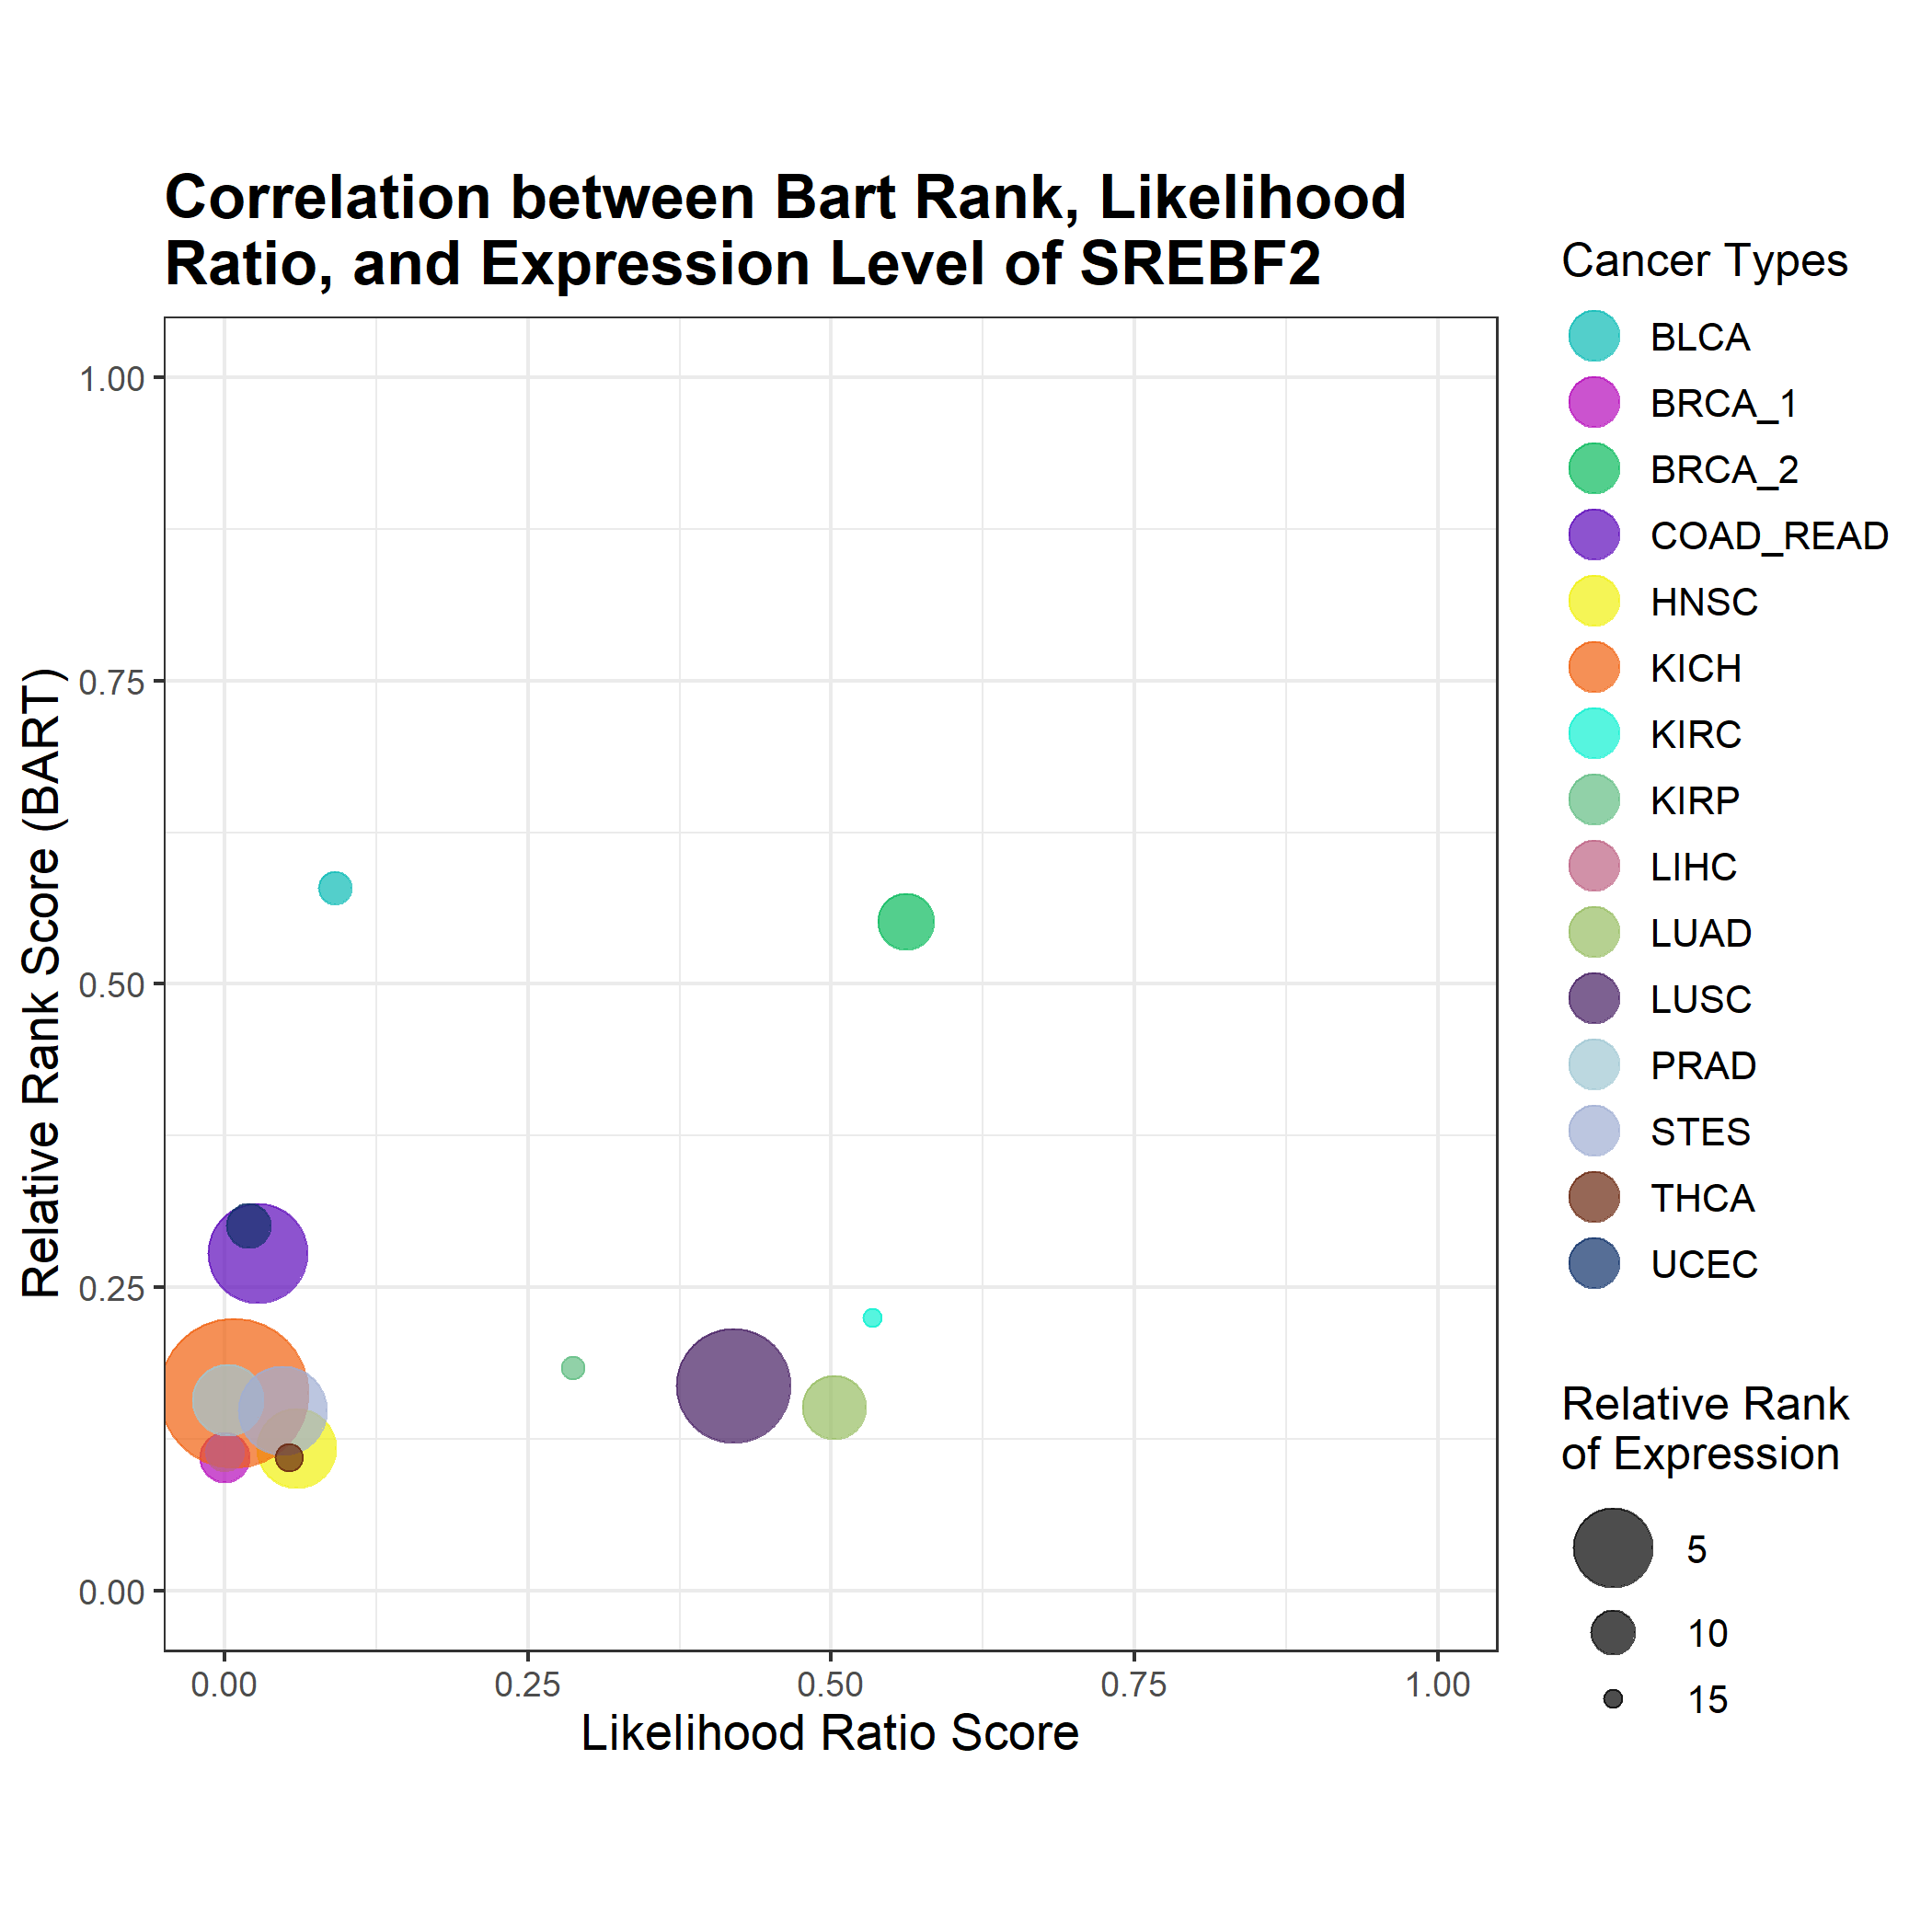 Correlation between Bart Rank, Likelihood
Ratio, and Expression Level of SREBF2
Relative Rank Score (BART)
1.00
0.75
0.50
0.25
0.00
0.00
0.25
0.50
0.75
1.00
Likelihood Ratio Score
Cancer Types
BLCA
BRCA_1
BRCA_2
COAD_READ
HNSC
KICH
KIRC
KIRP
LIHC
LUAD
LUSC
PRAD
STES
THCA
UCEC
Relative Rank
of Expression
5
10
15